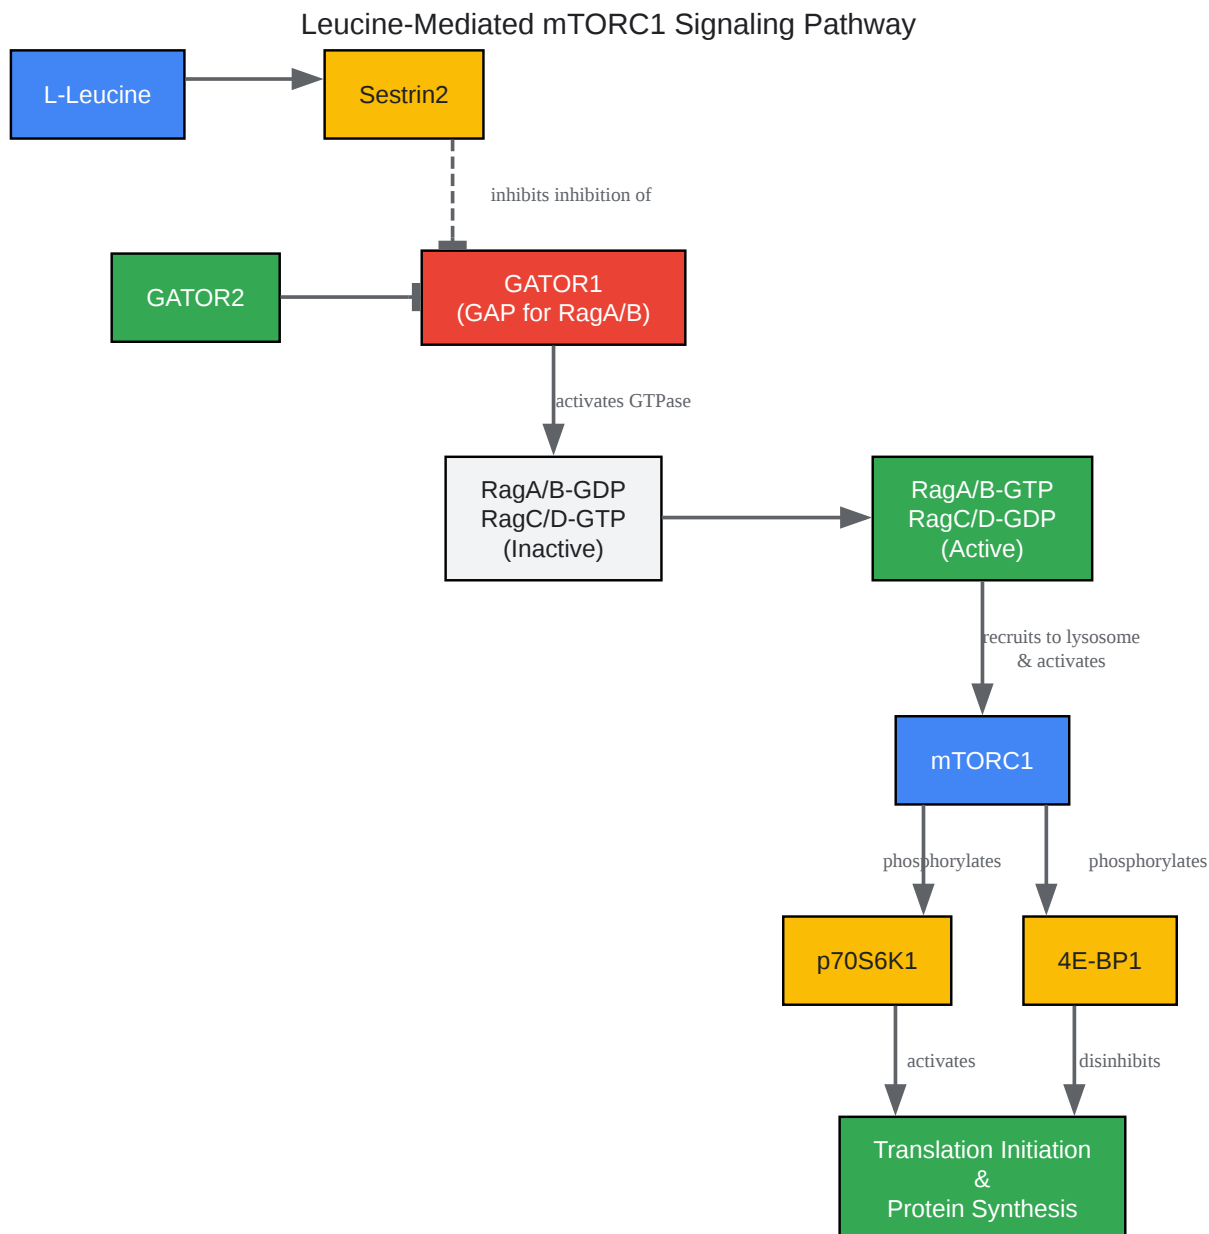 Leucine-Mediated mTORC1 Signaling Pathway
L-Leucine
Sestrin2
inhibits inhibition of
GATOR2
GATOR1
(GAP for RagA/B)
activates GTPase
RagA/B-GDP
RagC/D-GTP
(Inactive)
RagA/B-GTP
RagC/D-GDP
(Active)
recruits to lysosome
& activates
mTORC1
phosphorylates
phosphorylates
p70S6K1
4E-BP1
activates
disinhibits
Translation Initiation
&
Protein Synthesis